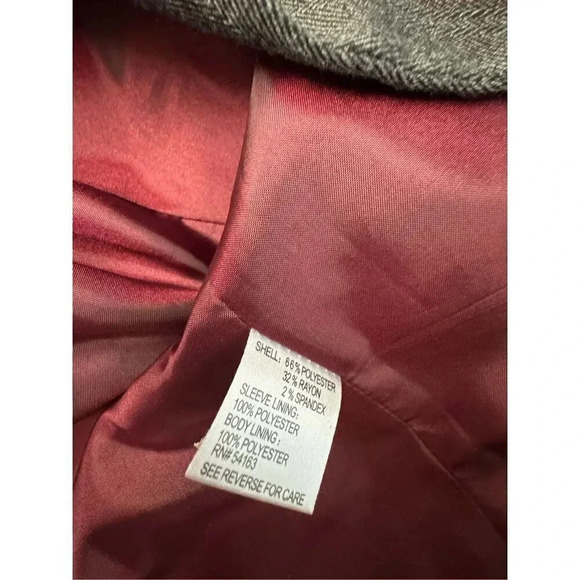 SHELL: 66% POLYESTER
32% RAYON
2% SPANDEX
SLEEVE LINING:
100% POLYESTER
BODY LINING:
100% POLYESTER
RN# 54163
SEE REVERSE FOR CARE